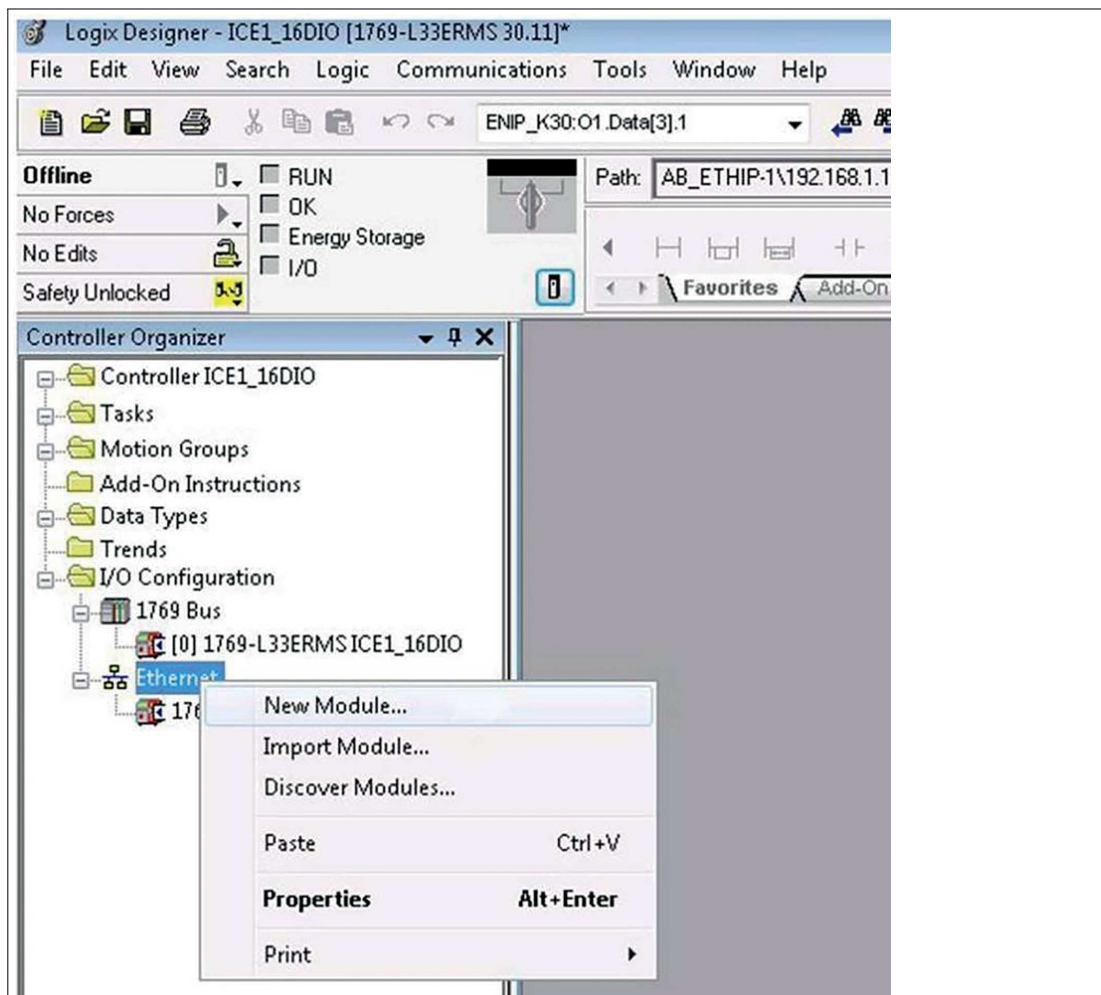 Logix Designer - ICE1_16DIO [1769-L33ERMS 30.11]*
File Edit View Search Logic Communications Tools Window Help
ENIP_K30:O1.Data[3].1
Offline
RUN
Path: AB_ETHIP-1\192.168.1.1
No Forces
OK
No Edits
Energy Storage
Safety Unlocked
I/O
Favorites Add-On
Controller Organizer
Controller ICE1_16DIO
Tasks
Motion Groups
Add-On Instructions
Data Types
Trends
I/O Configuration
1769 Bus
[0] 1769-L33ERMS ICE1_16DIO
Ethernet
176
New Module...
Import Module...
Discover Modules...
Paste Ctrl+V
Properties Alt+Enter
Print